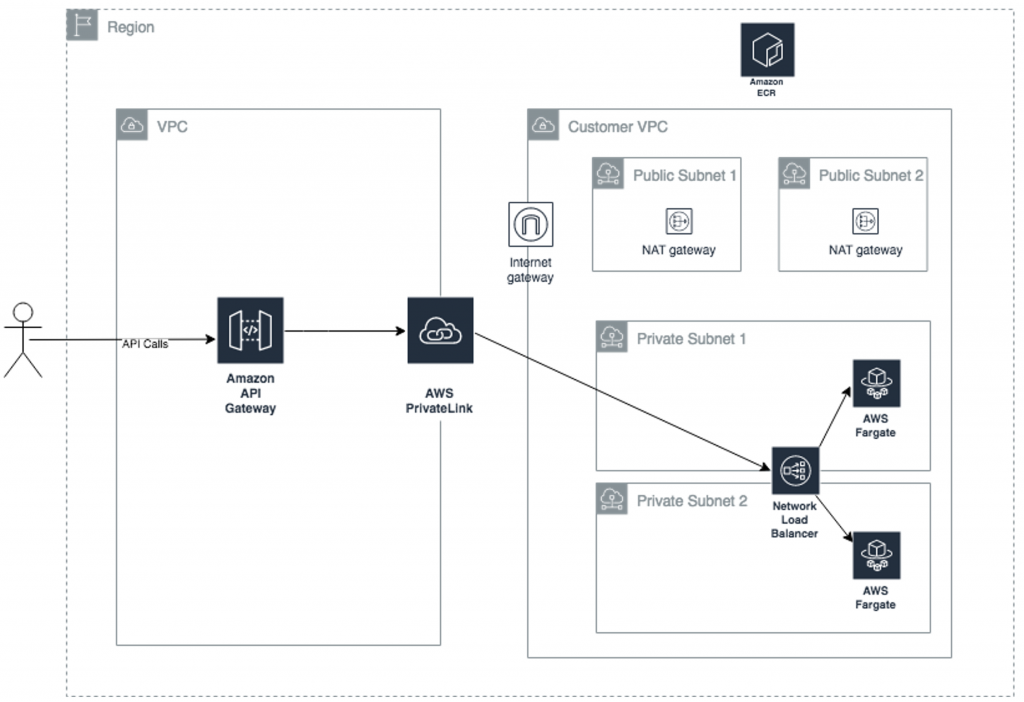 Region
Amazon
ECR
VPC
Customer VPC
Public Subnet 1
Public Subnet 2
NAT gateway
NAT gateway
Internet
gateway
API Calls
Amazon
API
Gateway
AWS
PrivateLink
Private Subnet 1
AWS
Fargate
Private Subnet 2
Network
Load
Balancer
AWS
Fargate